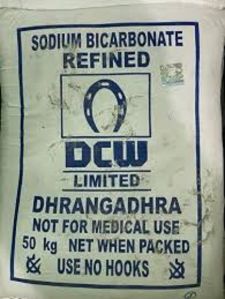 SODIUM BICARBONATE
REFINED
DCW
LIMITED
DHRANGADHRA
NOT FOR MEDICAL USE
50 kg NET WHEN PACKED
USE NO HOOKS